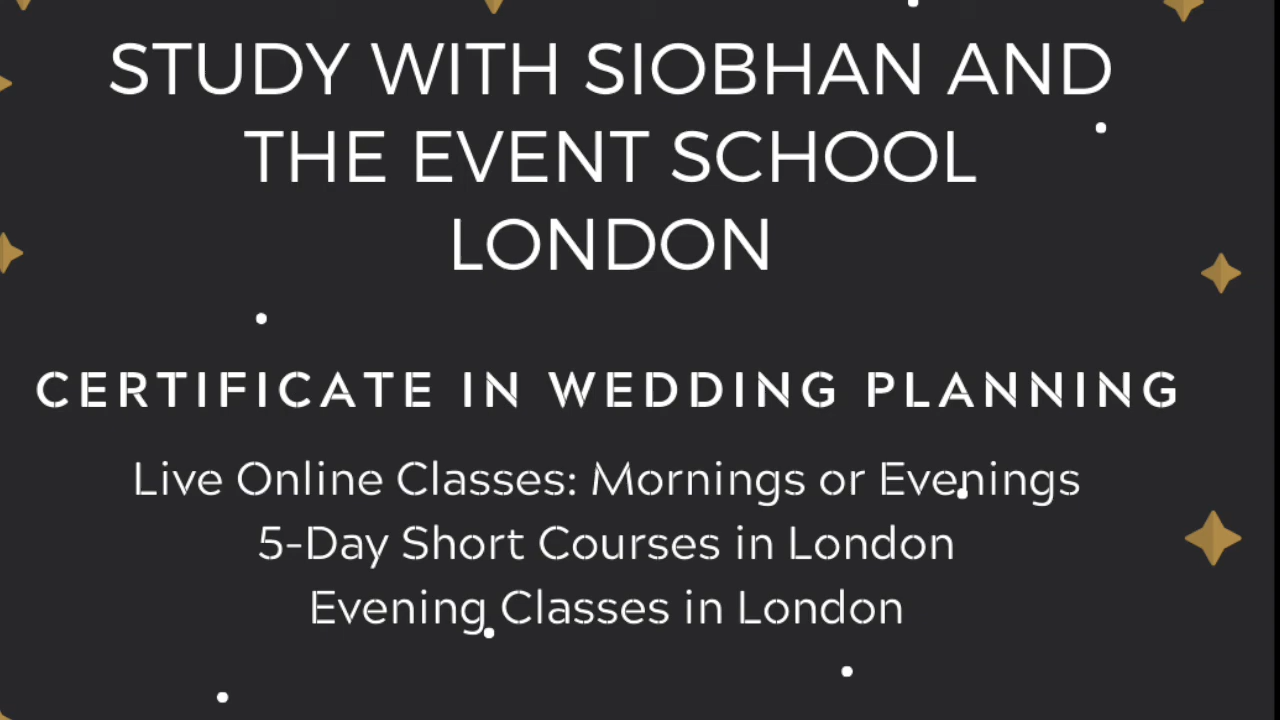 STUDY WITH SIOBHAN AND
THE EVENT SCHOOL
LONDON
CERTIFICATE IN WEDDING PLANNING
Live Online Classes: Mornings or Evenings
5-Day Short Courses in London
Evening Classes in London